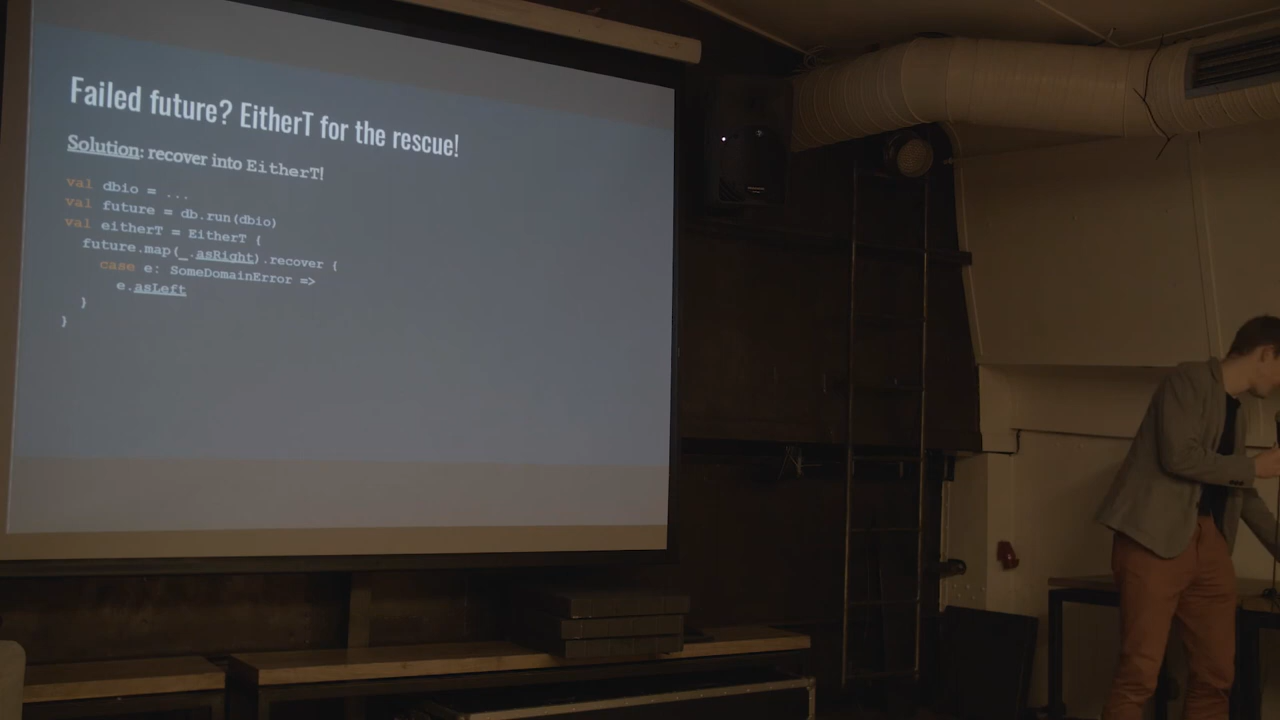 Failed future? EitherT for the rescue!
Solution: recover into EitherT!
val dbio = ...
val future = db.run(dbio)
val eitherT = EitherT {
future.map(_.asRight).recover {
case e: SomeDomainError =>
e.asLeft
}
}